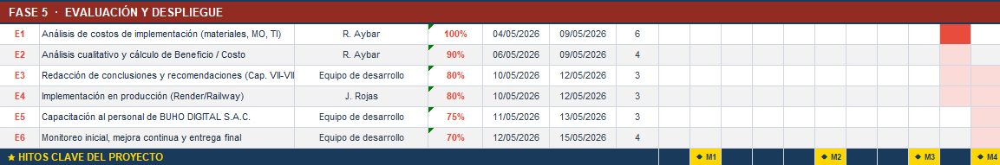 FASE 5 · EVALUACIÓN Y DESPLIEGUE
E1 Análisis de costos de implementación (materiales, MO, TI) R. Aybar 100% 04/05/2026 09/05/2026 6
E2 Análisis cualitativo y cálculo de Beneficio / Costo R. Aybar 90% 06/05/2026 09/05/2026 4
E3 Redacción de conclusiones y recomendaciones (Cap. VII-VII Equipo de desarrollo 80% 10/05/2026 12/05/2026 3
E4 Implementación en producción (Render/Railway) J. Rojas 80% 10/05/2026 12/05/2026 3
E5 Capacitación al personal de BUHO DIGITAL S.A.C. Equipo de desarrollo 75% 11/05/2026 13/05/2026 3
E6 Monitoreo inicial, mejora continua y entrega final Equipo de desarrollo 70% 12/05/2026 15/05/2026 4
★ HITOS CLAVE DEL PROYECTO ◆ M1 ◆ M2 ◆ M3 ◆ M4